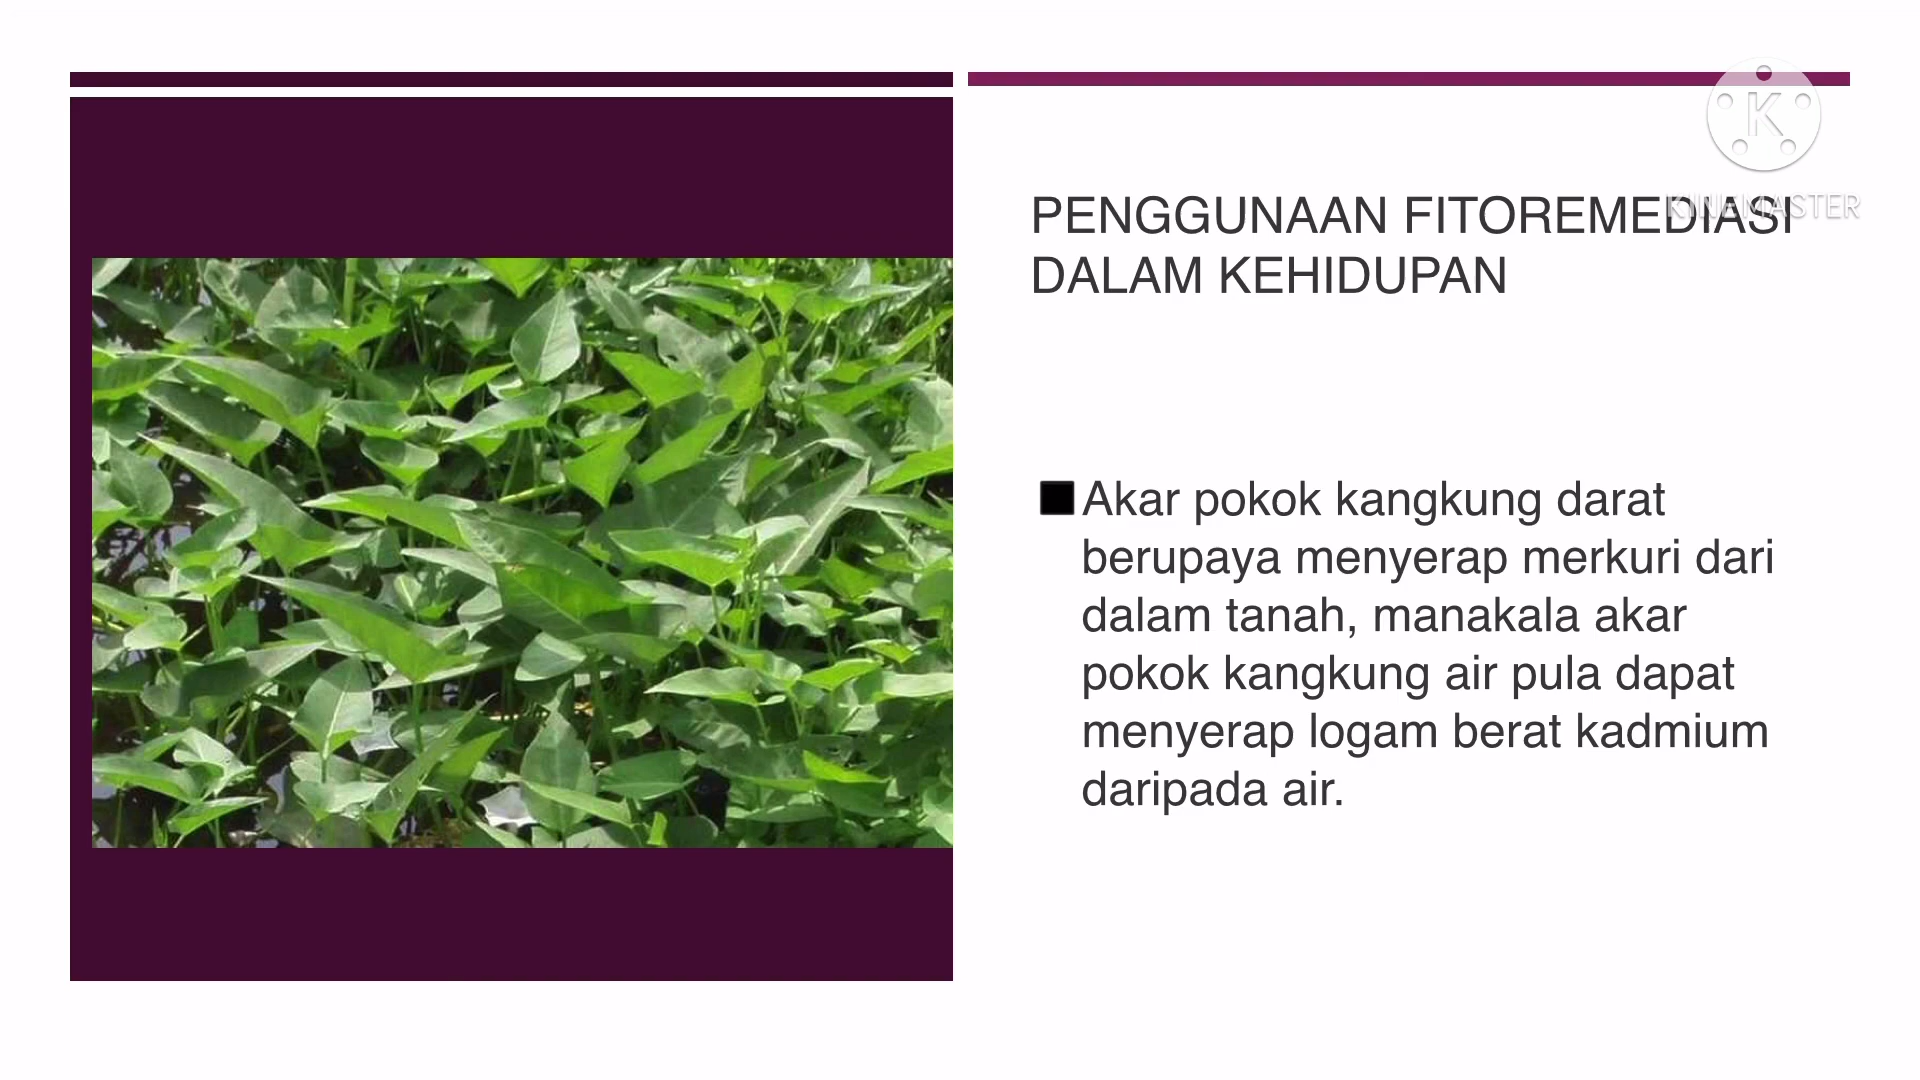 K
KINEMASTER
PENGGUNAAN FITOREMEDIASI
DALAM KEHIDUPAN
Akar pokok kangkung darat
berupaya menyerap merkuri dari
dalam tanah, manakala akar
pokok kangkung air pula dapat
menyerap logam berat kadmium
daripada air.